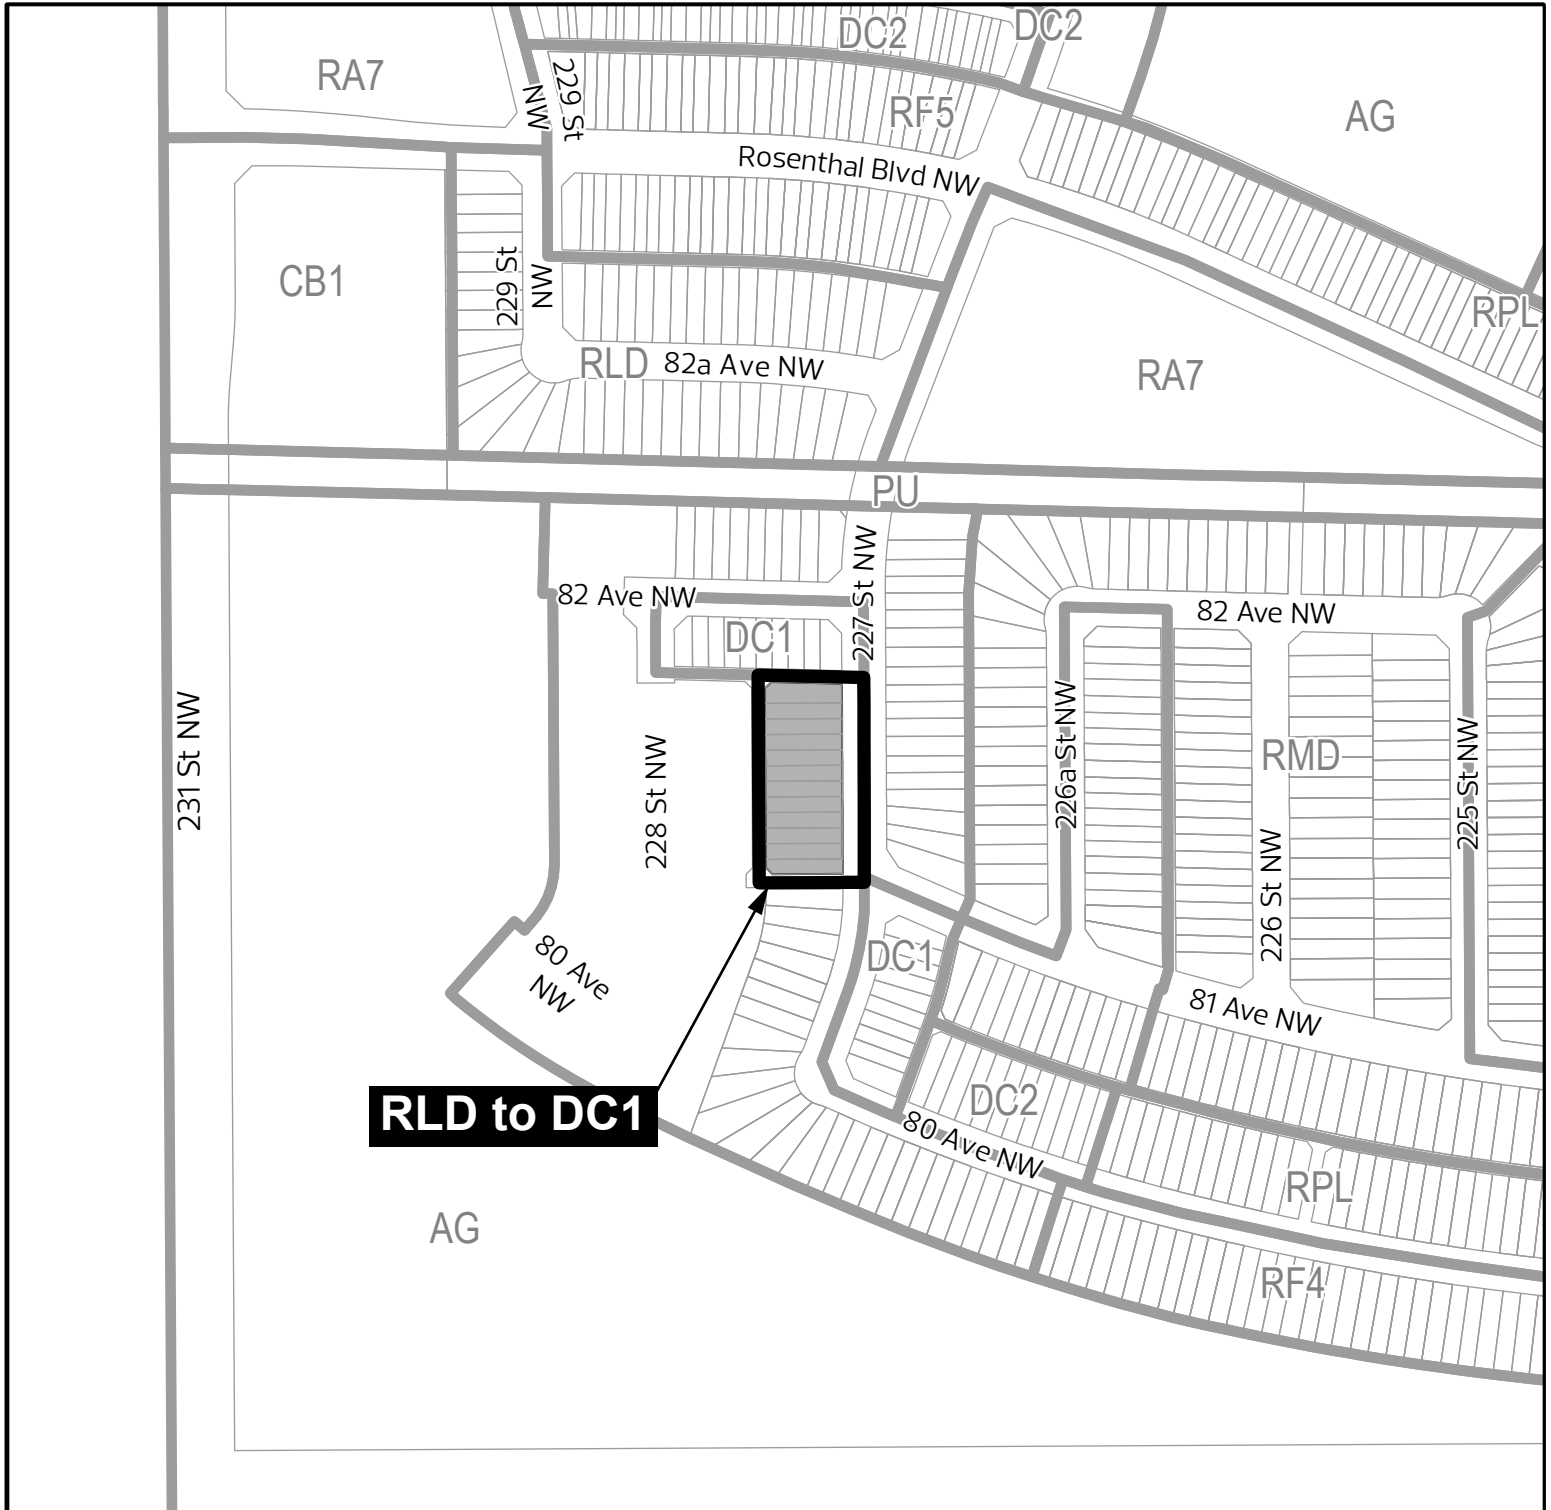 DC2
DC2
RA7
229 St
NW
RF5
AG
Rosenthal Blvd NW
CB1
229 St
NW
RPL
RLD
82a Ave NW
RA7
PU
82 Ave NW
227 St NW
82 Ave NW
DC1
231 St NW
228 St NW
226a St NW
RMD
225 St NW
226 St NW
80 Ave
NW
DC1
81 Ave NW
RLD to DC1
DC2
80 Ave NW
RPL
AG
RF4